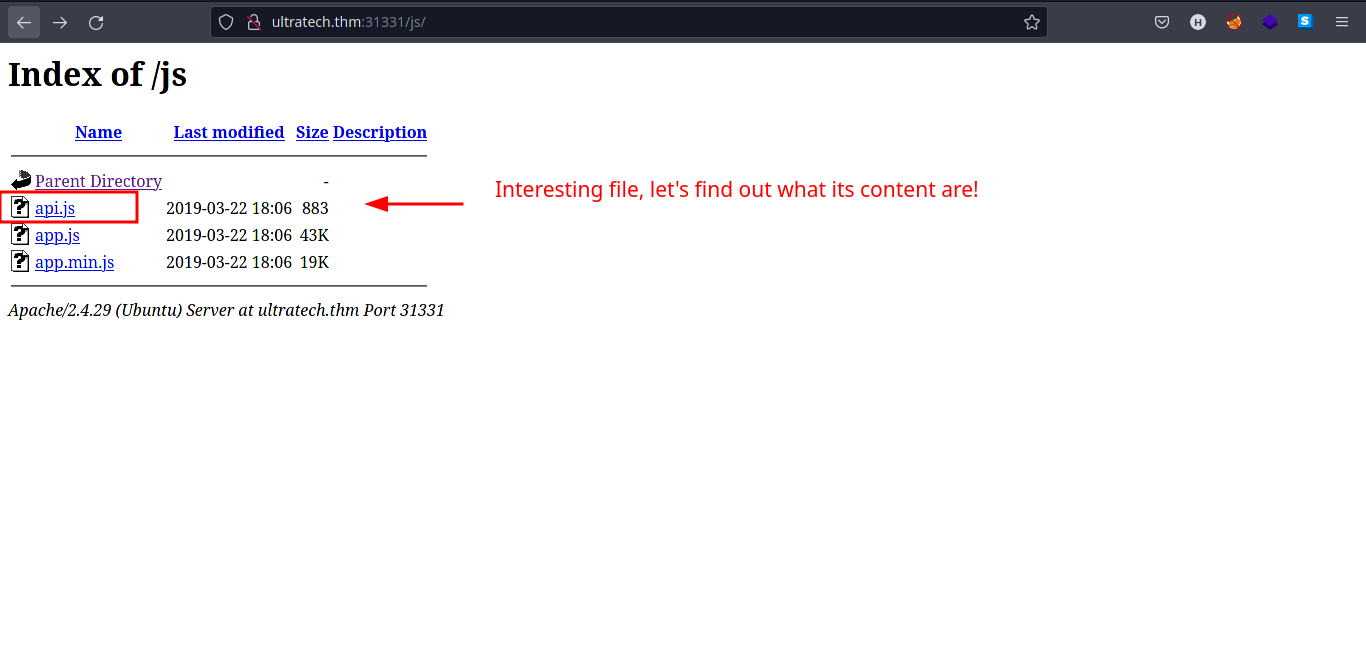 ultratech.thm:31331/js/
H
S
Index of /js
Name Last modified Size Description
Parent Directory -
Interesting file, let's find out what its content are!
api.js 2019-03-22 18:06 883
app.js 2019-03-22 18:06 43K
app.min.js 2019-03-22 18:06 19K
Apache/2.4.29 (Ubuntu) Server at ultratech.thm Port 31331